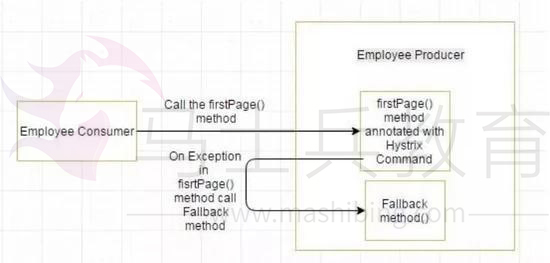 Employee Producer
Call the firstPage()
method
Employee Consumer
firstPage()
method
annotated with
Hystrix
Command
On Exception
in
fisrtPage()
method call
Fallback
method
Fallback
method()
马士兵教育
www.mashibing.com